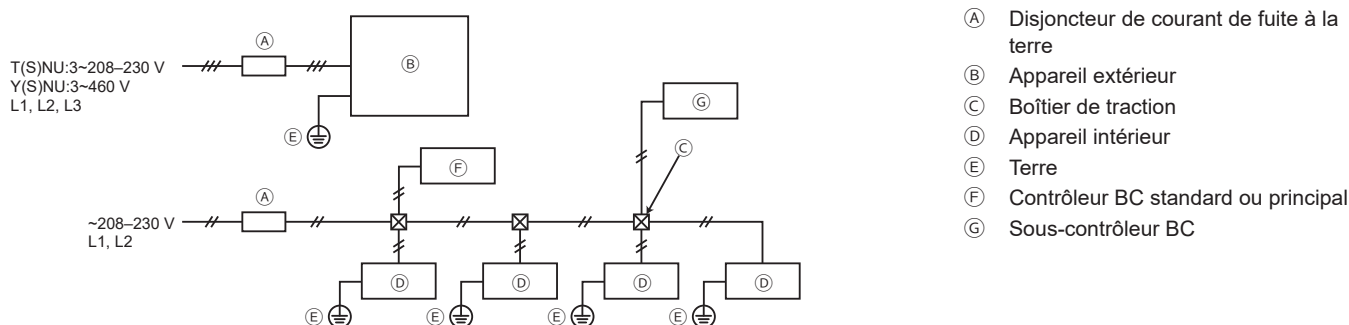 Ⓐ
T(S)NU:3~208–230 V
Y(S)NU:3~460 V
L1, L2, L3
Ⓑ
Ⓔ
Ⓖ
Ⓒ
Ⓕ
Ⓐ
~208–230 V
L1, L2
Ⓓ
Ⓓ
Ⓓ
Ⓓ
Ⓔ
Ⓔ
Ⓔ
Ⓔ
Ⓐ Disjoncteur de courant de fuite à la
terre
Ⓑ Appareil extérieur
Ⓒ Boîtier de traction
Ⓓ Appareil intérieur
Ⓔ Terre
Ⓕ Contrôleur BC standard ou principal
Ⓖ Sous-contrôleur BC